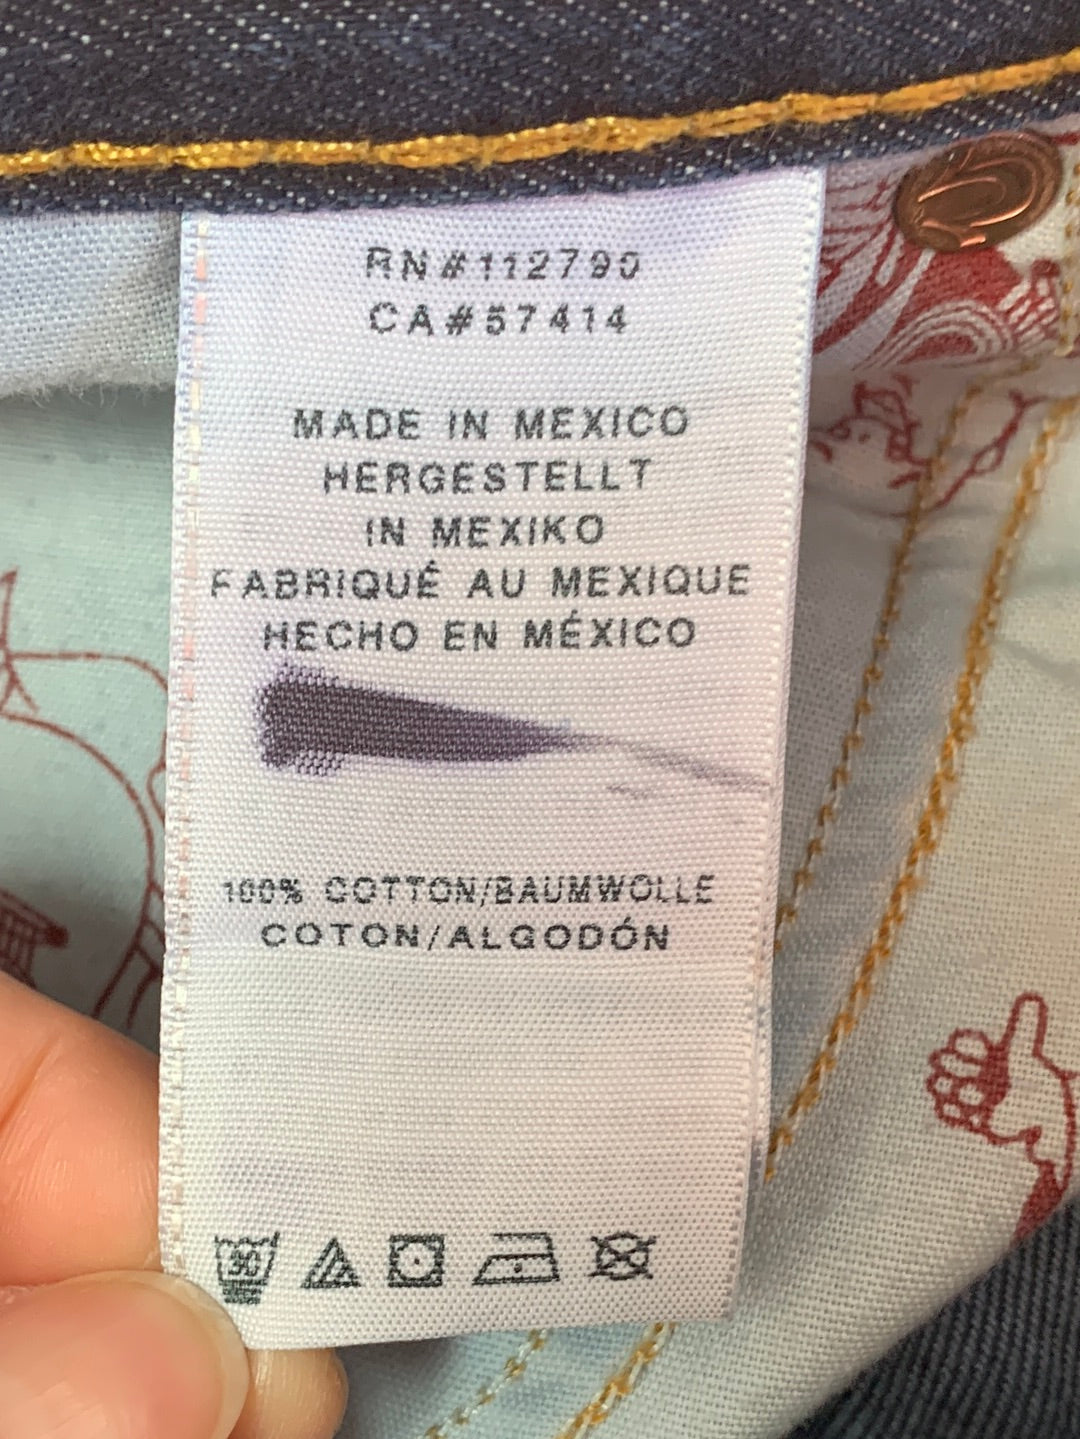 RN#112790
CA#57414
MADE IN MEXICO
HERGESTELLT
IN MEXIKO
FABRIQUÉ AU MEXIQUE
HECHO EN MÉXICO
100% COTTON/BAUMWOLLE
COTON/ALGODÓN
30